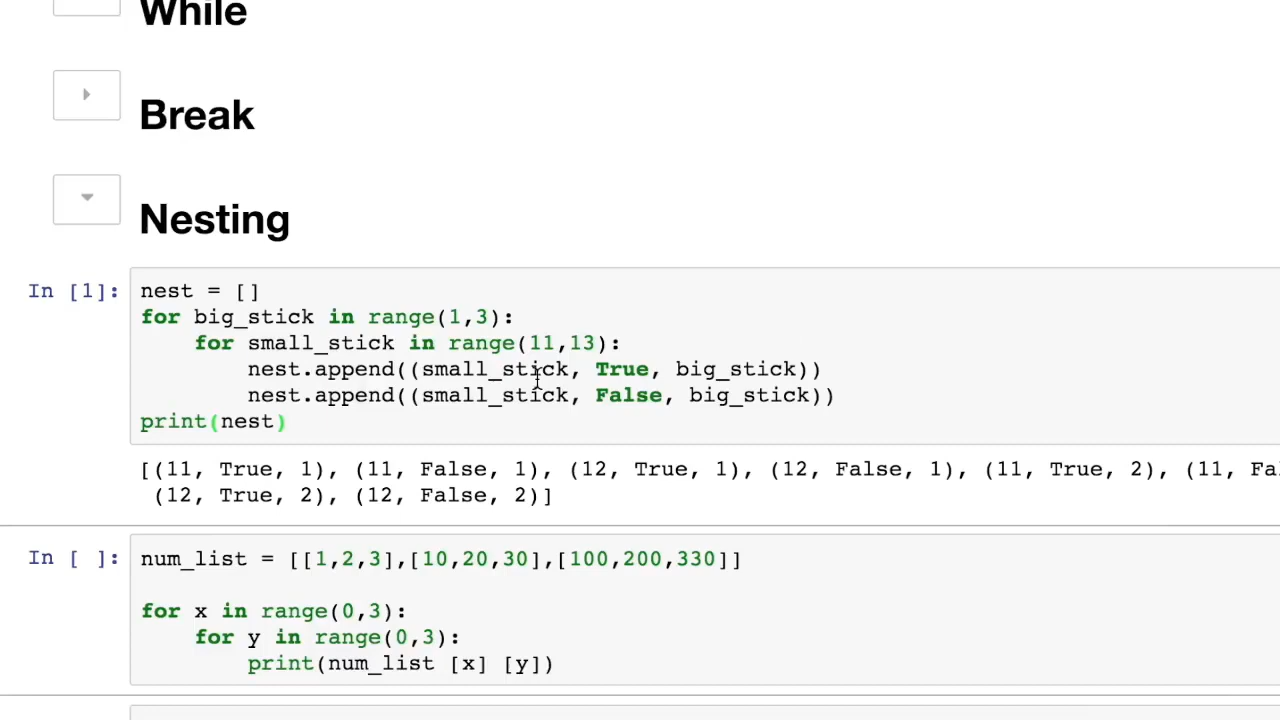 While
Break
Nesting
In [1]:
nest = []
for big_stick in range(1,3):
    for small_stick in range(11,13):
        nest.append((small_stick, True, big_stick))
        nest.append((small_stick, False, big_stick))
print(nest)
[(11, True, 1), (11, False, 1), (12, True, 1), (12, False, 1), (11, True, 2), (11,
(12, True, 2), (12, False, 2)]
In [ ]:
num_list = [[1,2,3],[10,20,30],[100,200,330]]
for x in range(0,3):
    for y in range(0,3):
        print(num_list [x] [y])